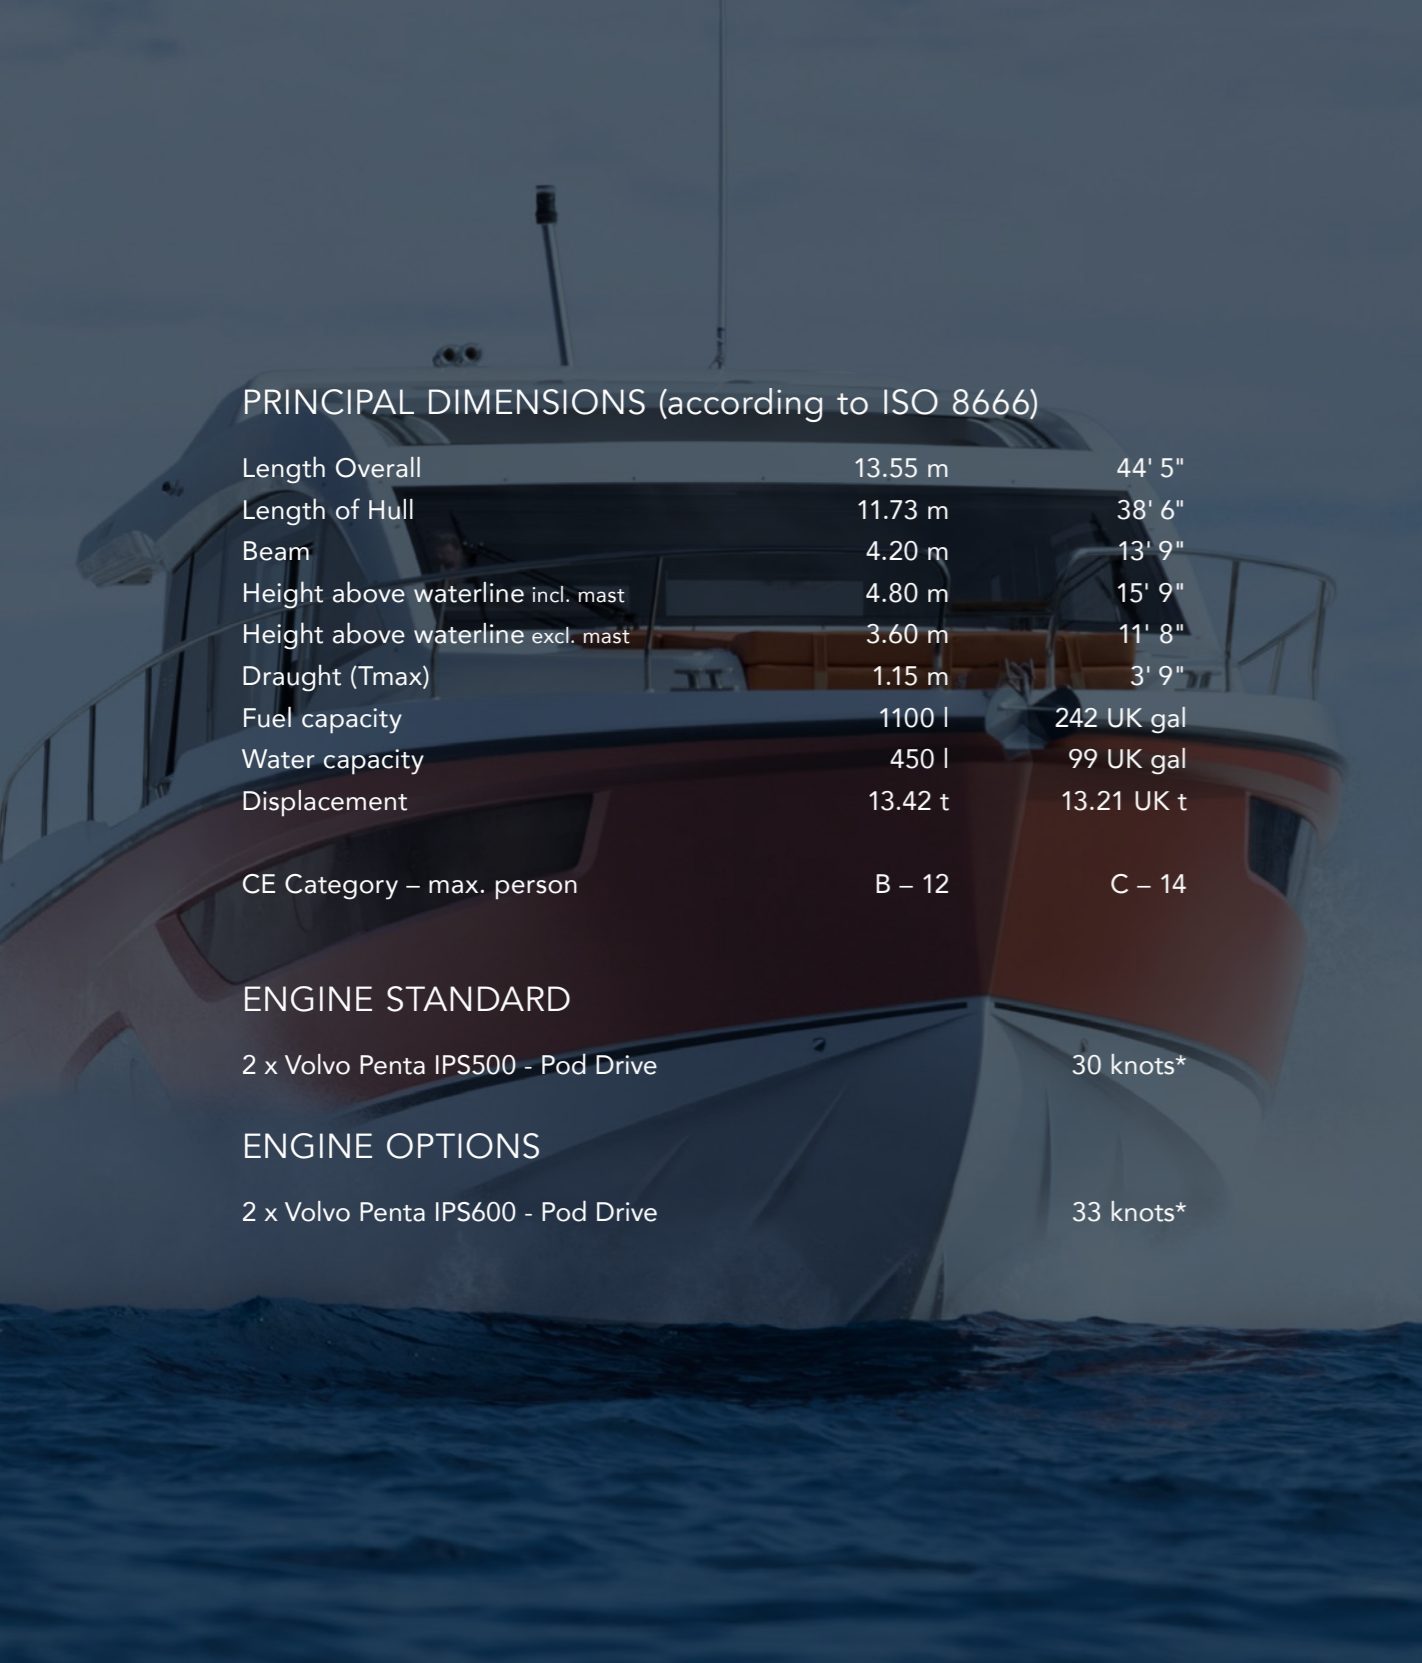 PRINCIPAL DIMENSIONS (according to ISO 8666)
Length Overall 13.55 m 44' 5"
Length of Hull 11.73 m 38' 6"
Beam 4.20 m 13' 9"
Height above waterline incl. mast 4.80 m 15' 9"
Height above waterline excl. mast 3.60 m 11' 8"
Draught (Tmax) 1.15 m 3' 9"
Fuel capacity 1100 l 242 UK gal
Water capacity 450 l 99 UK gal
Displacement 13.42 t 13.21 UK t
CE Category – max. person B – 12 C – 14
ENGINE STANDARD
2 x Volvo Penta IPS500 - Pod Drive 30 knots*
ENGINE OPTIONS
2 x Volvo Penta IPS600 - Pod Drive 33 knots*